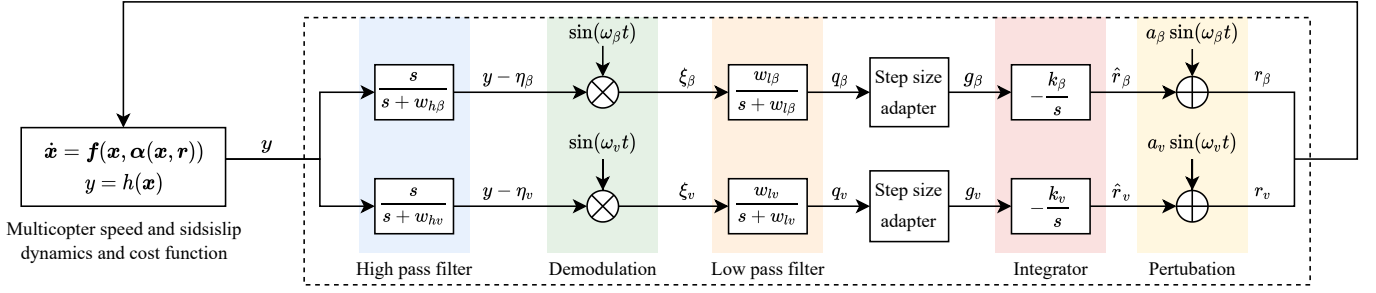 sin(ω_β t)
sin(ω_v t)
a_β sin(ω_β t)
a_v sin(ω_v t)
s
s + w_{hβ}
y − η_β
ξ_β
w_{lβ}
s + w_{lβ}
q_β
Step size
adapter
g_β
−k_β
s
r̂_β
r_β
ẋ = f(x, α(x, r))
y = h(x)
y
s
s + w_{hv}
y − η_v
ξ_v
w_{lv}
s + w_{lv}
q_v
Step size
adapter
g_v
−k_v
s
r̂_v
r_v
Multicopter speed and sidsislip
dynamics and cost function
High pass filter
Demodulation
Low pass filter
Integrator
Pertubation